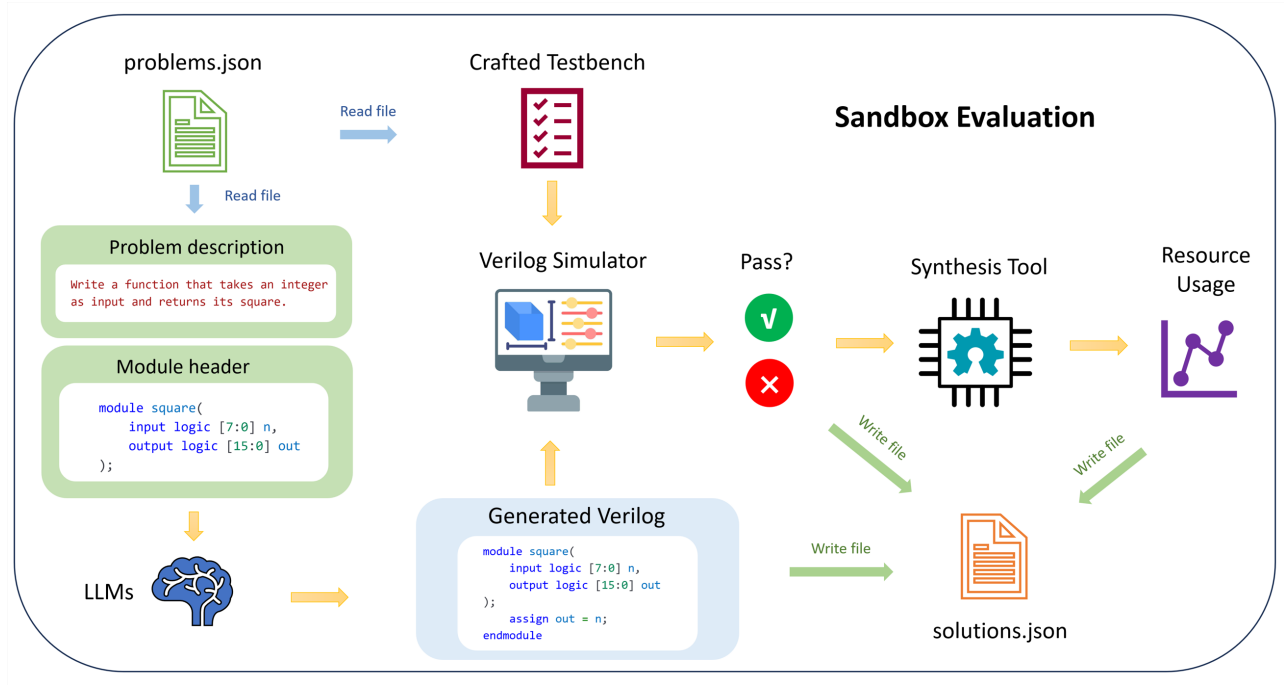 problems.json
Crafted Testbench
Sandbox Evaluation
Read file
Read file
Problem description
Write a function that takes an integer
as input and returns its square.
Module header
module square(
    input logic [7:0] n,
    output logic [15:0] out
);
LLMs
Verilog Simulator
Pass?
√
×
Synthesis Tool
Resource
Usage
Generated Verilog
module square(
    input logic [7:0] n,
    output logic [15:0] out
);
    assign out = n;
endmodule
Write file
Write file
Write file
solutions.json